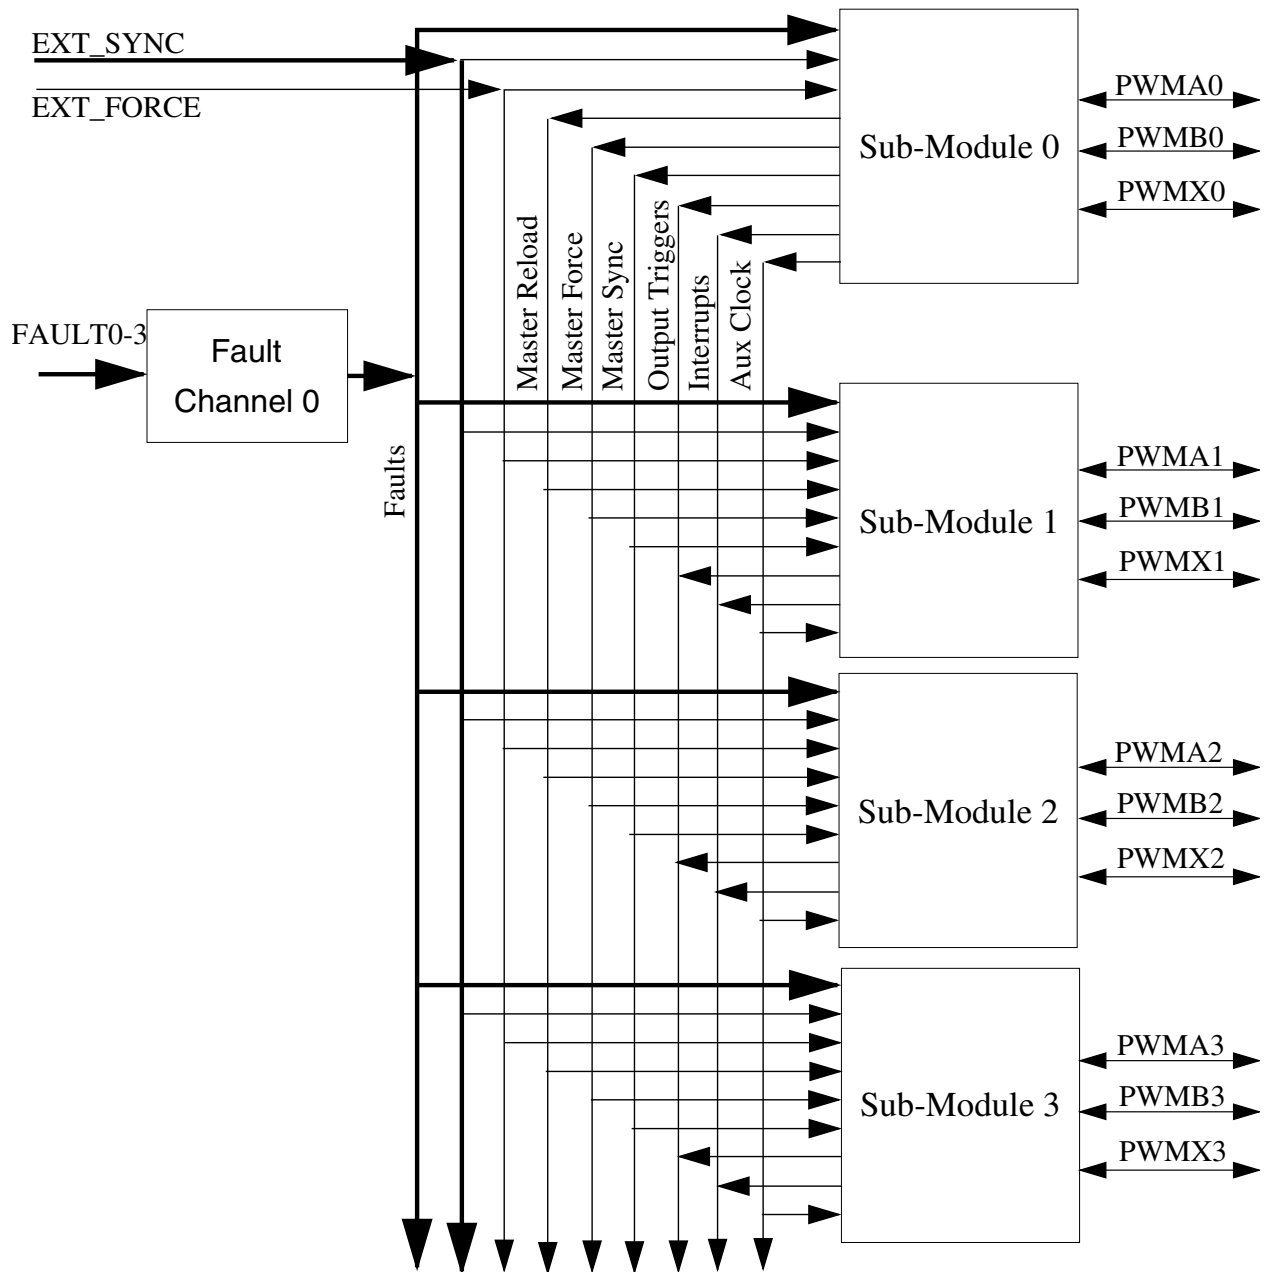 EXT_SYNC
EXT_FORCE
Sub-Module 0
PWMA0
PWMB0
PWMX0
Master Reload
Master Force
Master Sync
Output Triggers
Interrupts
Aux Clock
FAULT0-3
Fault
Channel 0
Faults
Sub-Module 1
PWMA1
PWMB1
PWMX1
Sub-Module 2
PWMA2
PWMB2
PWMX2
Sub-Module 3
PWMA3
PWMB3
PWMX3